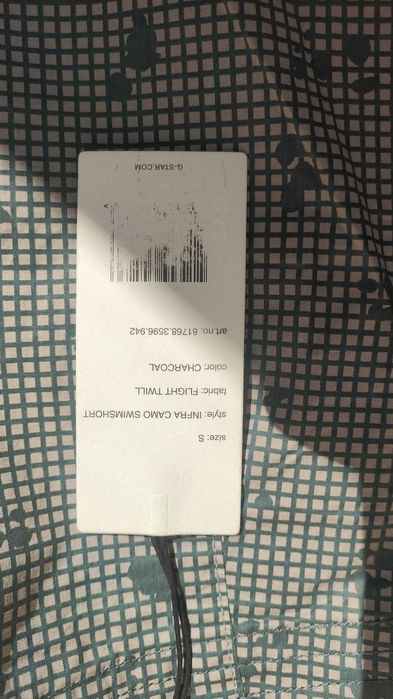 size: S
style: INFRA CAMO SWIMSHORT
fabric: FLIGHT TWILL
color: CHARCOAL
art.no. 81768.3596.942
G-STAR.COM